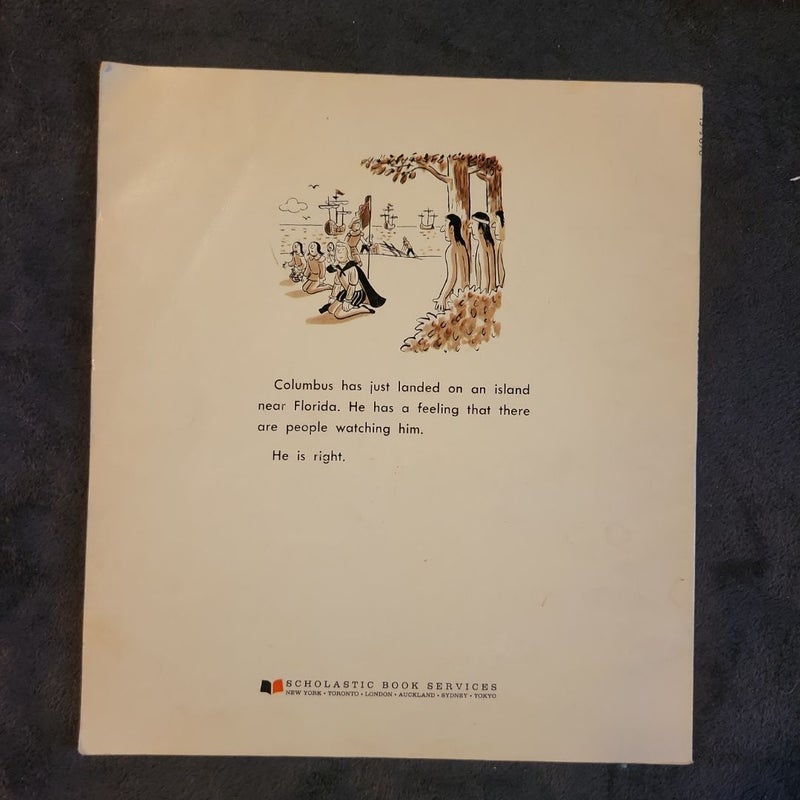 Columbus has just landed on an island
near Florida. He has a feeling that there
are people watching him.
He is right.
SCHOLASTIC BOOK SERVICES
NEW YORK • TORONTO • LONDON • AUCKLAND • SYDNEY • TOKYO